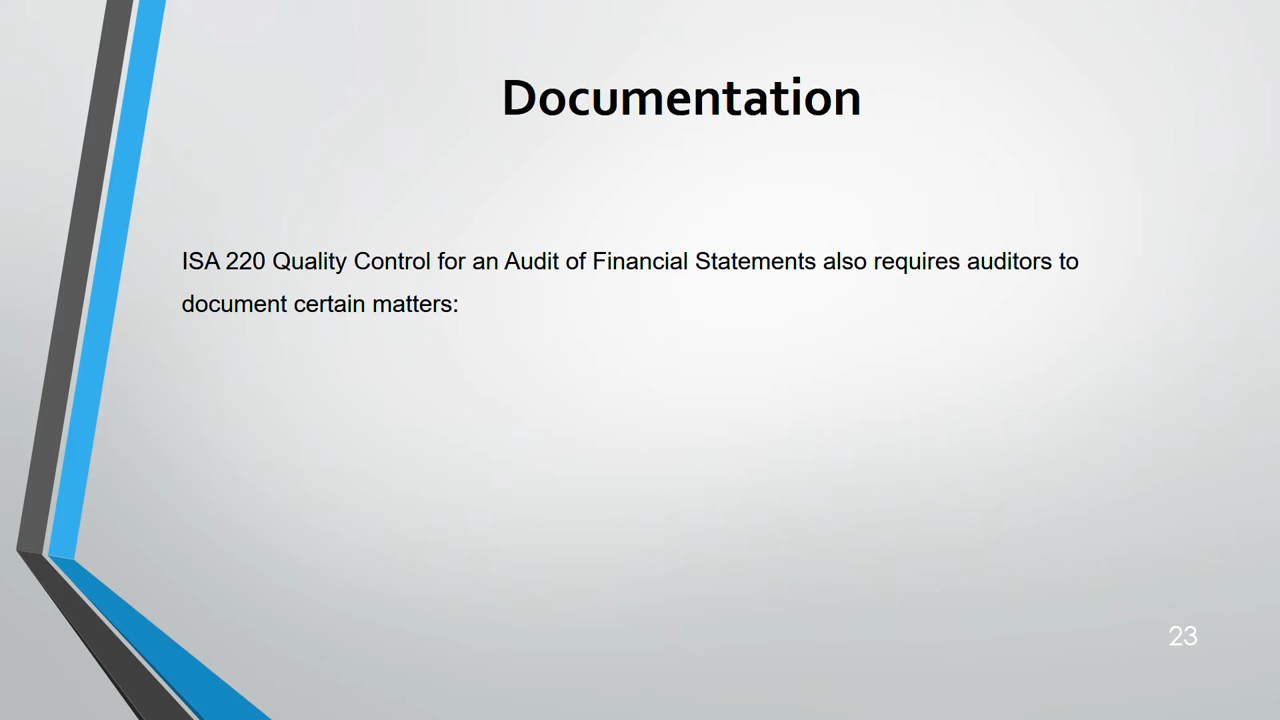 Documentation
ISA 220 Quality Control for an Audit of Financial Statements also requires auditors to
document certain matters:
23